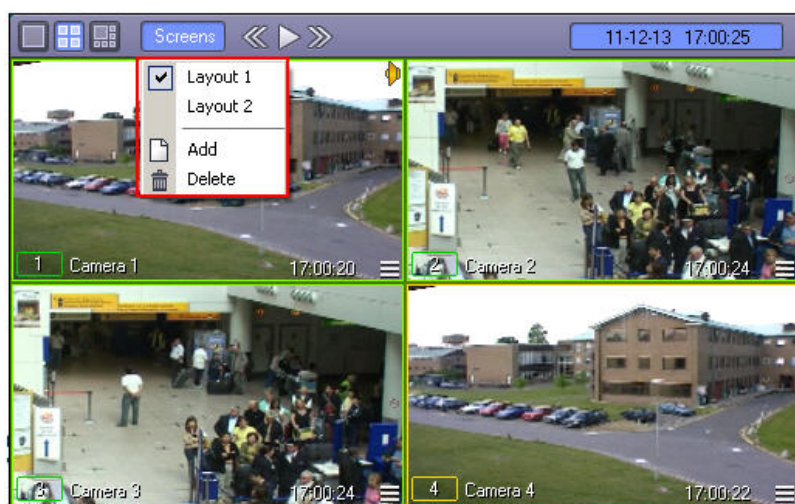 Screens
11-12-13 17:00:25
Layout 1
Layout 2
Add
Delete
1 Camera 1 17:00:20
2 Camera 2 17:00:24
3 Camera 3 17:00:24
4 Camera 4 17:00:22